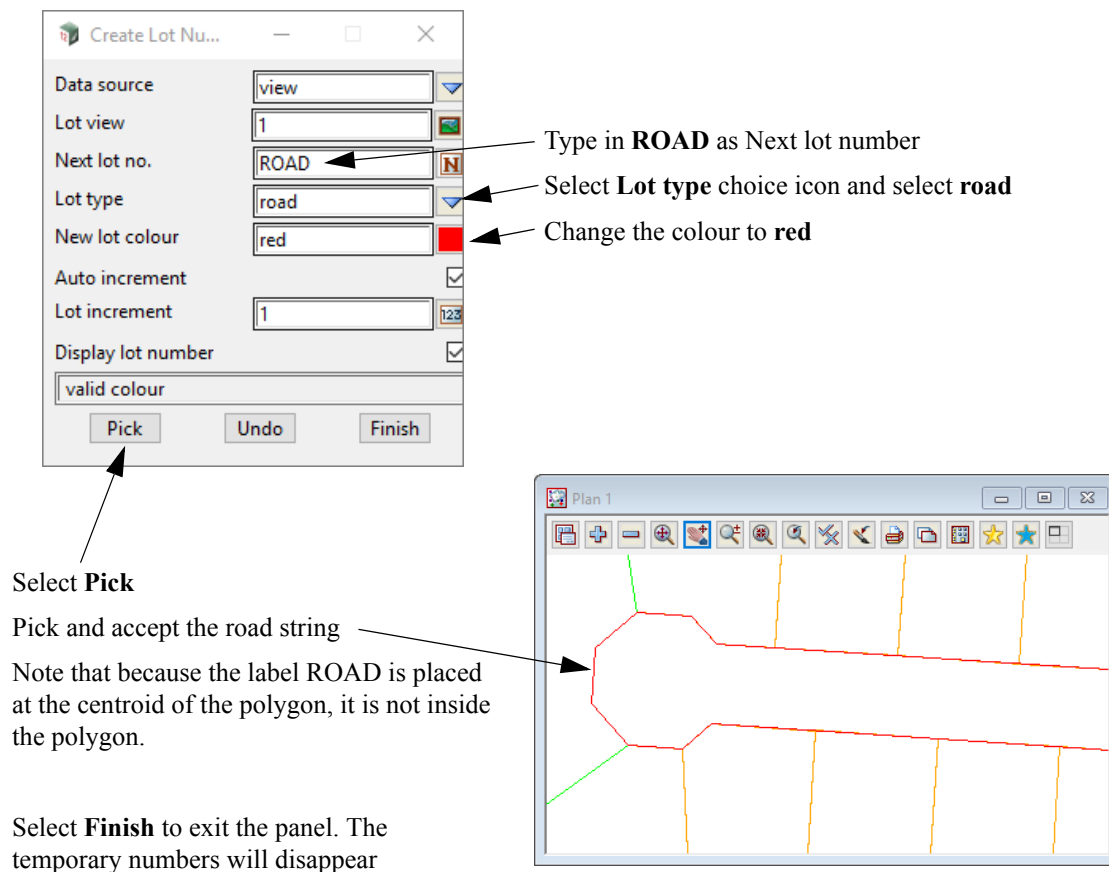 Create Lot Nu...
Data source view
Lot view 1
Next lot no. ROAD N
Lot type road
New lot colour red
Auto increment
Lot increment 1 123
Display lot number
valid colour
Pick Undo Finish
Type in ROAD as Next lot number
Select Lot type choice icon and select road
Change the colour to red
Select Pick
Pick and accept the road string
Note that because the label ROAD is placed
at the centroid of the polygon, it is not inside
the polygon.
Select Finish to exit the panel. The
temporary numbers will disappear
Plan 1